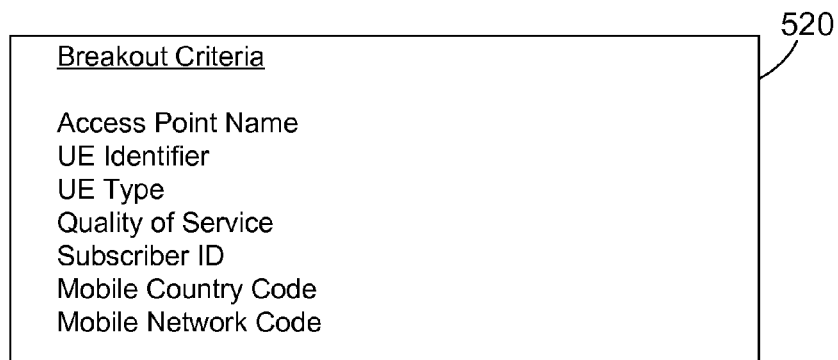 520
Breakout Criteria
Access Point Name
UE Identifier
UE Type
Quality of Service
Subscriber ID
Mobile Country Code
Mobile Network Code